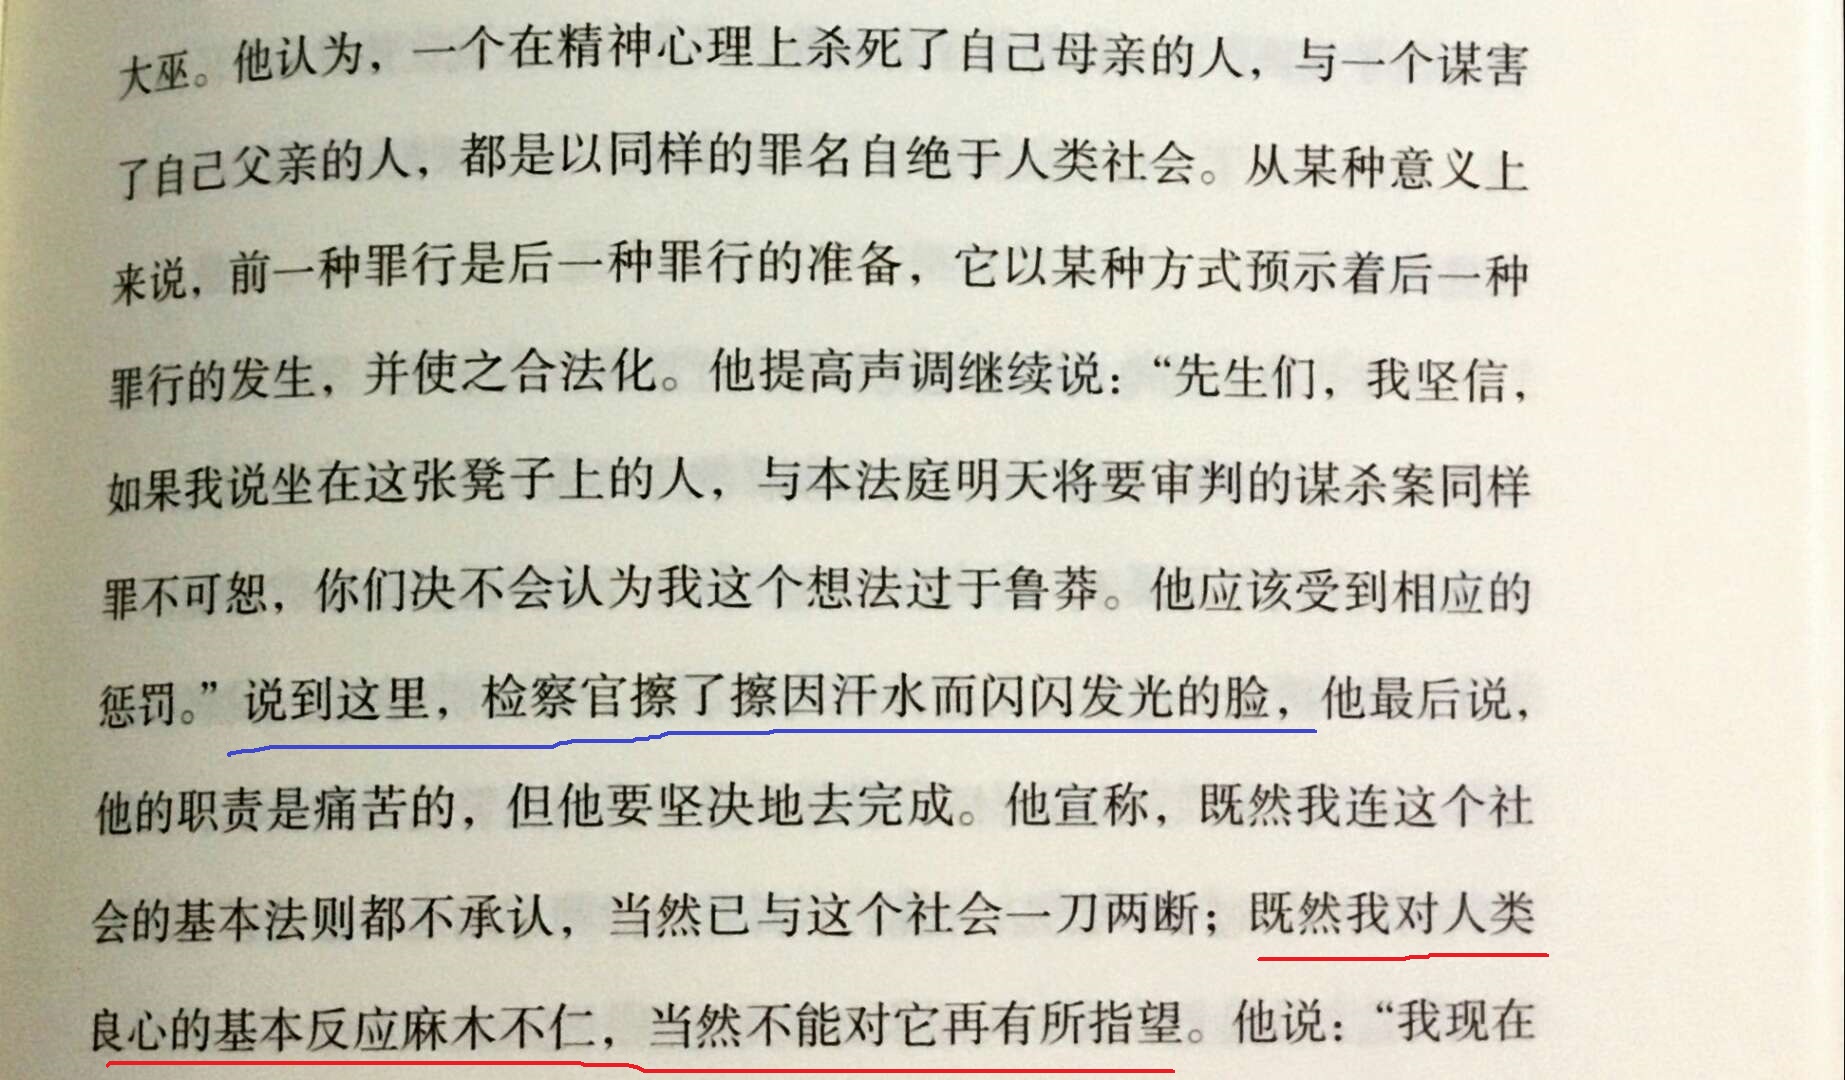 大巫。他认为，一个在精神心理上杀死了自己母亲的人，与一个谋害
了自己父亲的人，都是以同样的罪名自绝于人类社会。从某种意义上
来说，前一种罪行是后一种罪行的准备，它以某种方式预示着后一种
罪行的发生，并使之合法化。他提高声调继续说：“先生们，我坚信，
如果我说坐在这张凳子上的人，与本法庭明天将要审判的谋杀案同样
罪不可恕，你们决不会认为我这个想法过于鲁莽。他应该受到相应的
惩罚。”说到这里，检察官擦了擦因汗水而闪闪发光的脸，他最后说，
他的职责是痛苦的，但他要坚决地去完成。他宣称，既然我连这个社
会的基本法则都不承认，当然已与这个社会一刀两断；既然我对人类
良心的基本反应麻木不仁，当然不能对它再有所指望。他说：“我现在